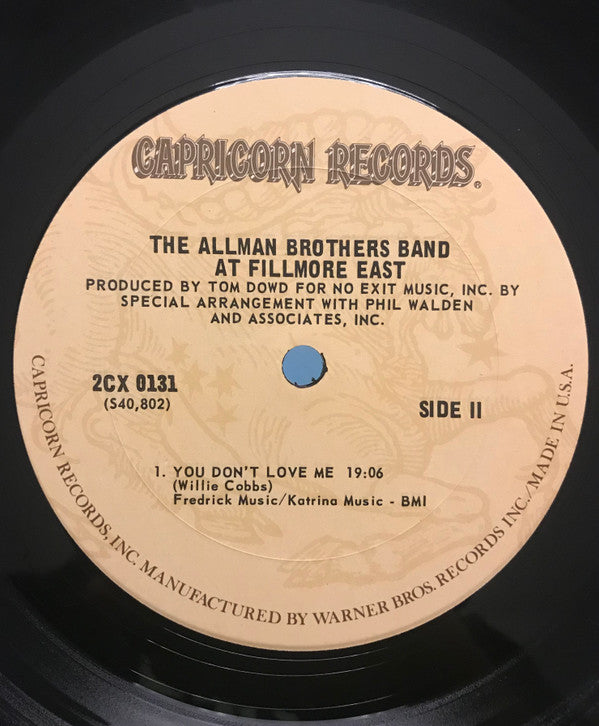 CAPRICORN RECORDS®
THE ALLMAN BROTHERS BAND
AT FILLMORE EAST
PRODUCED BY TOM DOWD FOR NO EXIT MUSIC, INC. BY
SPECIAL ARRANGEMENT WITH PHIL WALDEN
AND ASSOCIATES, INC.
2CX 0131
(S40,802)
SIDE II
1. YOU DON'T LOVE ME 19:06
(Willie Cobbs)
Fredrick Music/Katrina Music - BMI
CAPRICORN RECORDS, INC. MANUFACTURED BY WARNER BROS. RECORDS INC./MADE IN U.S.A.